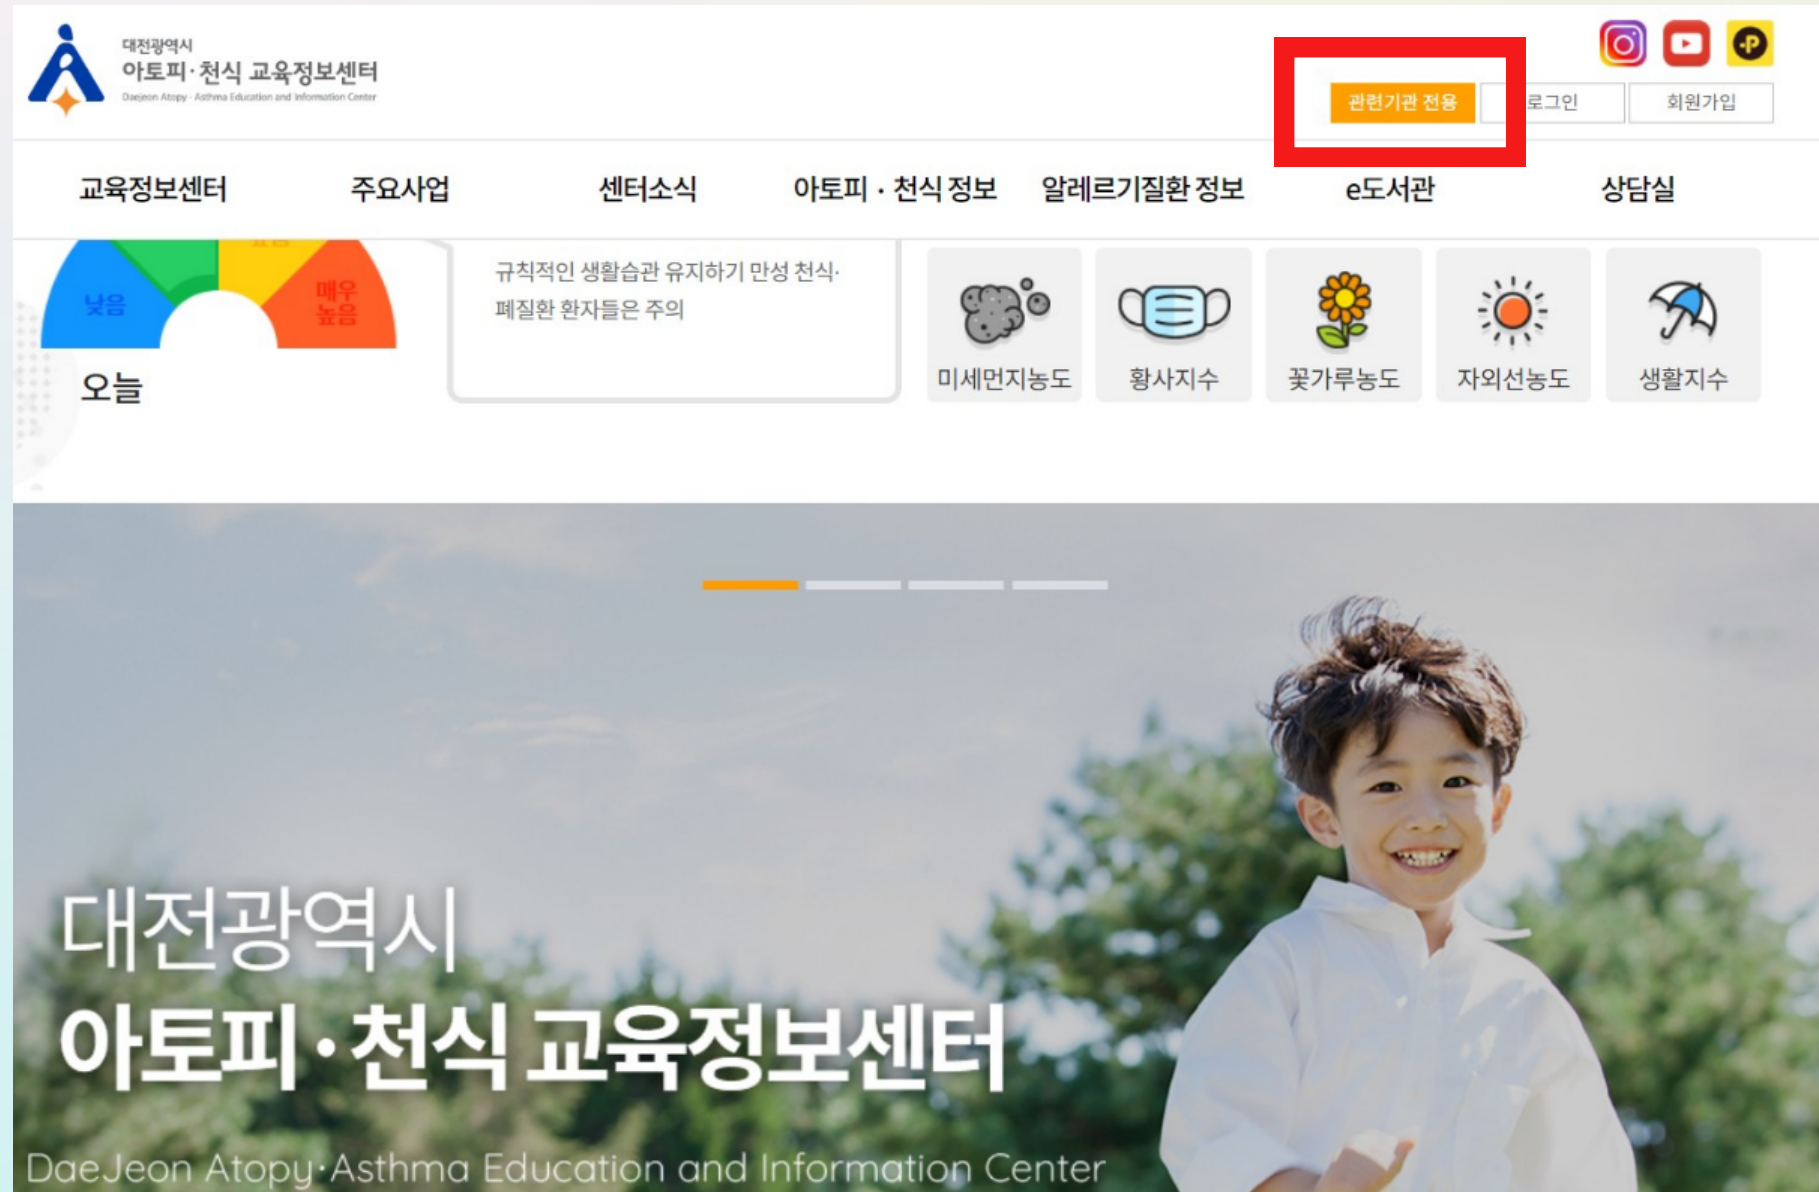 대전광역시
아토피·천식 교육정보센터
Daejeon Atopy · Asthma Education and Information Center
관련기관 전용
로그인
회원가입
교육정보센터
주요사업
센터소식
아토피 · 천식 정보
알레르기질환 정보
e도서관
상담실
낮음
매우
높음
오늘
규칙적인 생활습관 유지하기 만성 천식·
폐질환 환자들은 주의
미세먼지농도
황사지수
꽃가루농도
자외선농도
생활지수
대전광역시
아토피·천식 교육정보센터
DaeJeon Atopy·Asthma Education and Information Center